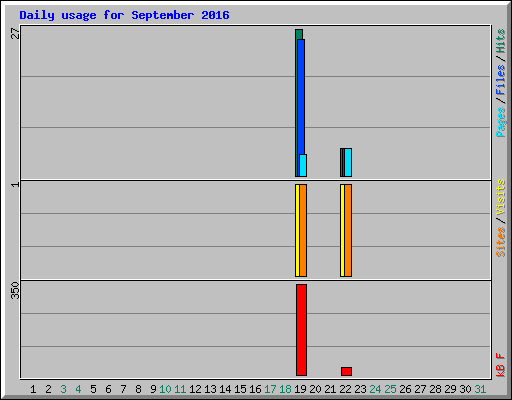 Daily usage for September 2016
27
1
350
Pages / Files / Hits
Sites / Visits
kB F
1 2 3 4 5 6 7 8 9 10 11 12 13 14 15 16 17 18 19 20 21 22 23 24 25 26 27 28 29 30 31